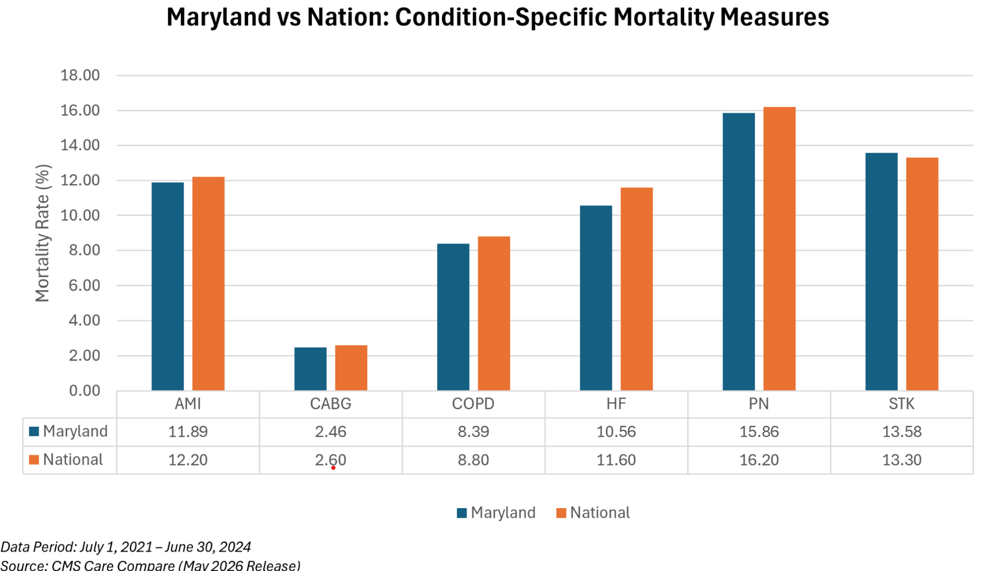 Maryland vs Nation: Condition-Specific Mortality Measures
18.00
16.00
14.00
12.00
10.00
8.00
6.00
4.00
2.00
0.00
Mortality Rate (%)
AMI CABG COPD HF PN STK
Maryland 11.89 2.46 8.39 10.56 15.86 13.58
National 12.20 2.60 8.80 11.60 16.20 13.30
Maryland National
Data Period: July 1, 2021 – June 30, 2024
Source: CMS Care Compare (May 2026 Release)